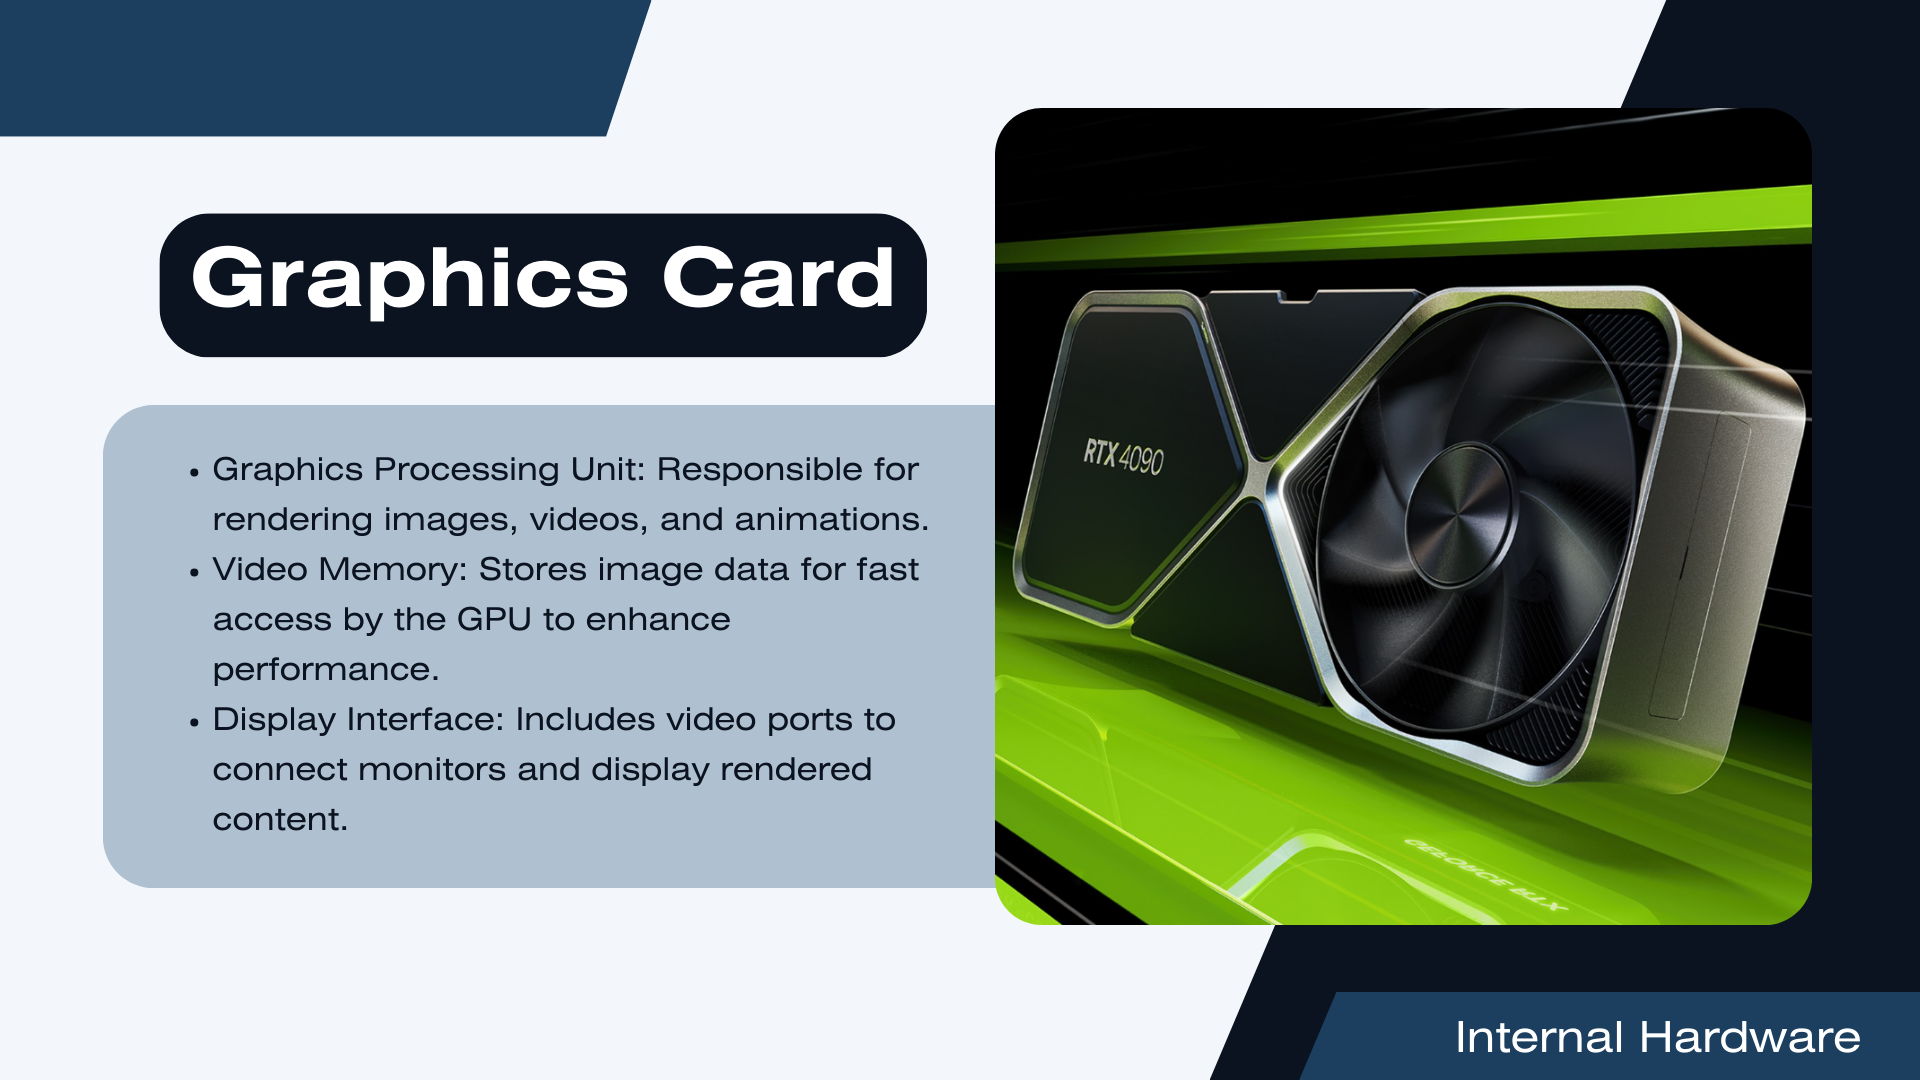 Graphics Card
• Graphics Processing Unit: Responsible for
rendering images, videos, and animations.
• Video Memory: Stores image data for fast
access by the GPU to enhance
performance.
• Display Interface: Includes video ports to
connect monitors and display rendered
content.
RTX 4090
GEFORCE RTX
Internal Hardware